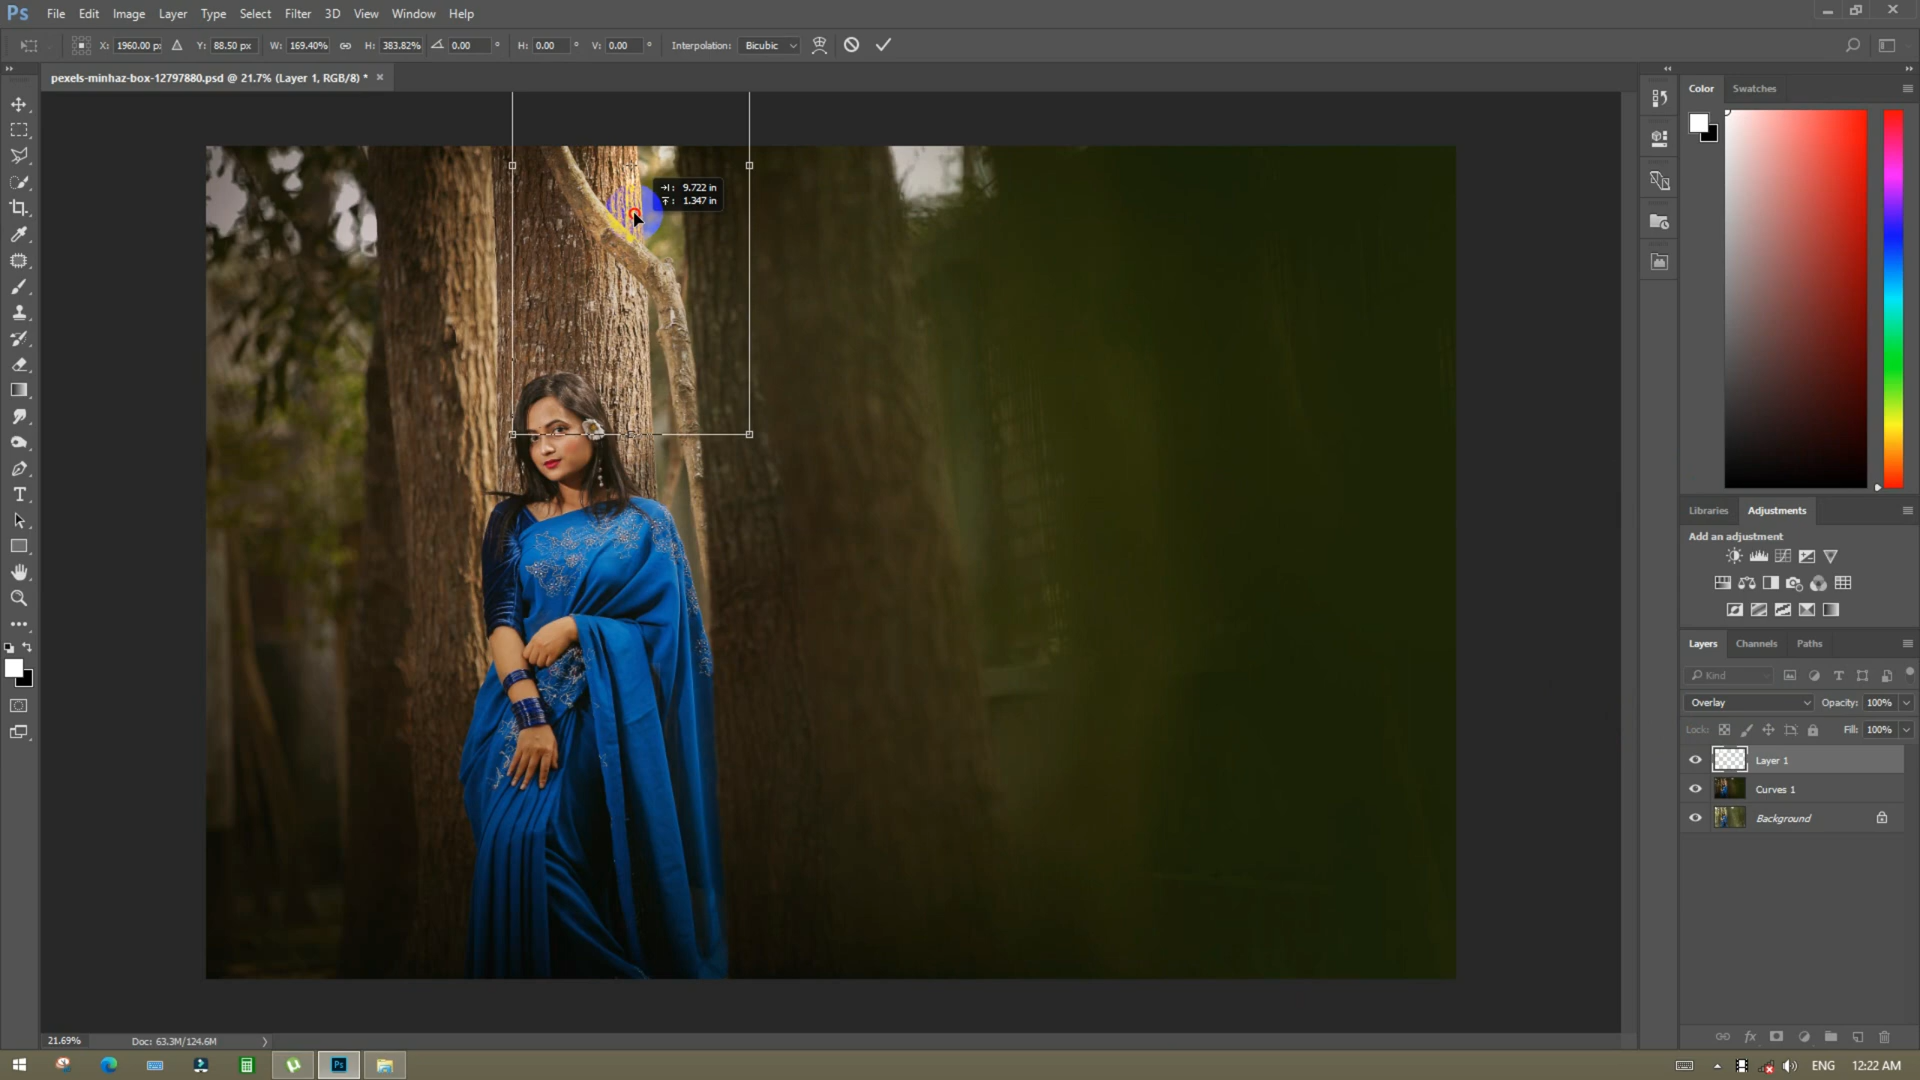 Ps File Edit Image Layer Type Select Filter 3D View Window Help
X: 1960.00 p: Y: 88.50 px W: 169.40% H: 383.82% 0.00 ° H: 0.00 ° V: 0.00 ° Interpolation: Bicubic
pexels-minhaz-box-12797880.psd @ 21.7% (Layer 1, RGB/8) * ×
Color Swatches
: 9.722 in
: 1.347 in
Libraries Adjustments
Add an adjustment
Layers Channels Paths
Kind
Overlay Opacity: 100%
Lock: Fill: 100%
Layer 1
Curves 1
Background
21.69% Doc: 63.3M/124.6M
Ps ENG 12:22 AM